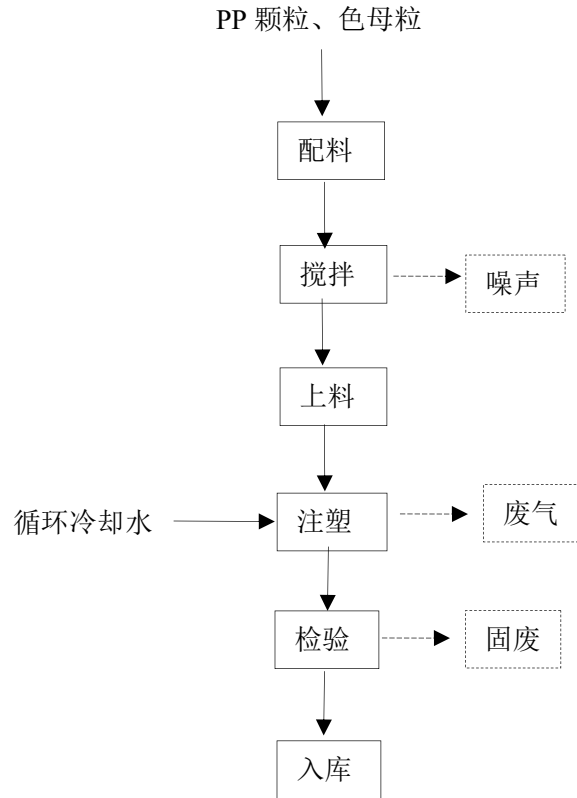 PP 颗粒、色母粒
配料
搅拌
噪声
上料
循环冷却水
注塑
废气
检验
固废
入库